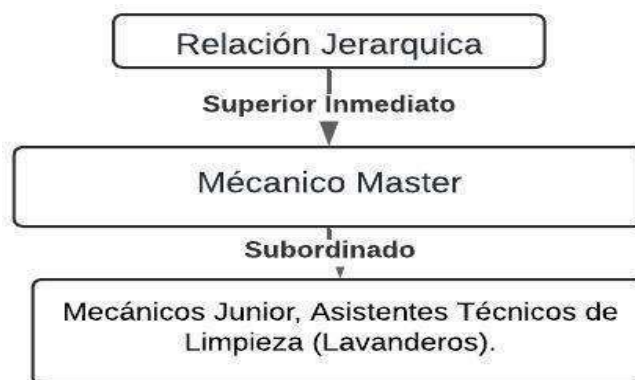 Relación Jerarquica
Superior Inmediato
Mécanico Master
Subordinado
Mecánicos Junior, Asistentes Técnicos de
Limpieza (Lavanderos).